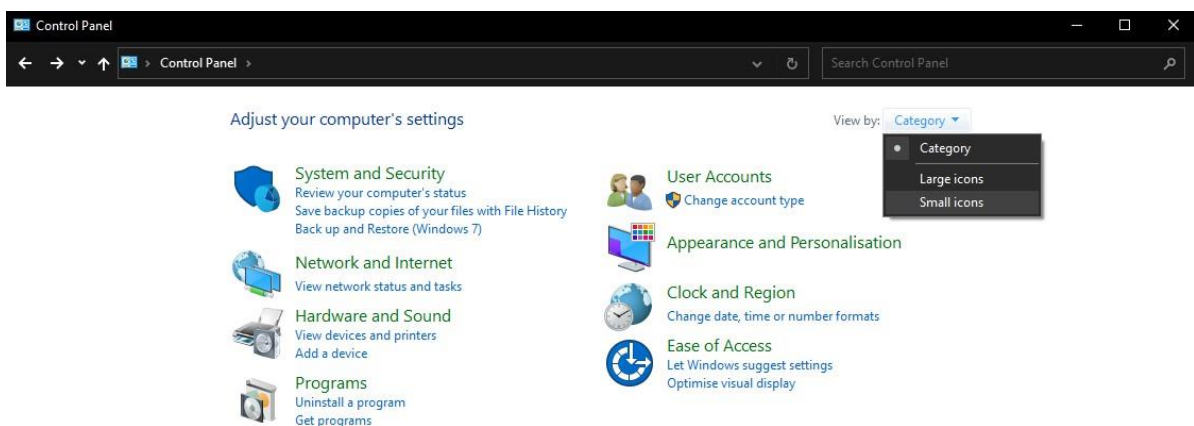 Control Panel
Control Panel
Search Control Panel
Adjust your computer's settings
View by: Category
Category
Large icons
Small icons
System and Security
Review your computer's status
Save backup copies of your files with File History
Back up and Restore (Windows 7)
Network and Internet
View network status and tasks
Hardware and Sound
View devices and printers
Add a device
Programs
Uninstall a program
Get programs
User Accounts
Change account type
Appearance and Personalisation
Clock and Region
Change date, time or number formats
Ease of Access
Let Windows suggest settings
Optimise visual display